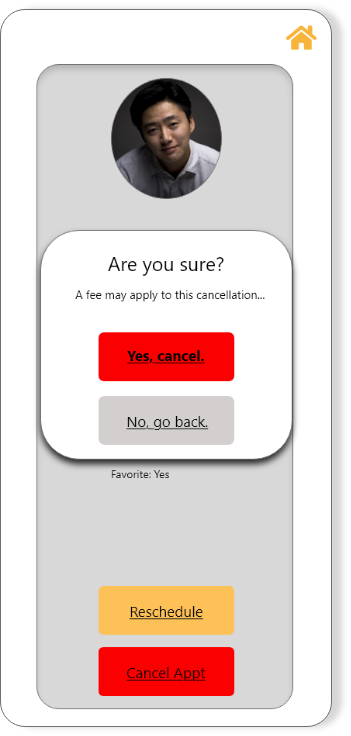 Are you sure?
A fee may apply to this cancellation...
Yes, cancel.
No, go back.
Favorite: Yes
Reschedule
Cancel Appt